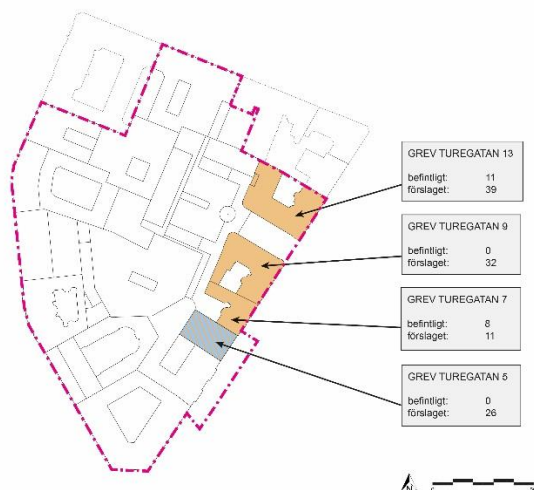 GREV TUREGATAN 13
befintligt: 11
förslaget: 39
GREV TUREGATAN 9
befintligt: 0
förslaget: 32
GREV TUREGATAN 7
befintligt: 8
förslaget: 11
GREV TUREGATAN 5
befintligt: 0
förslaget: 26
N